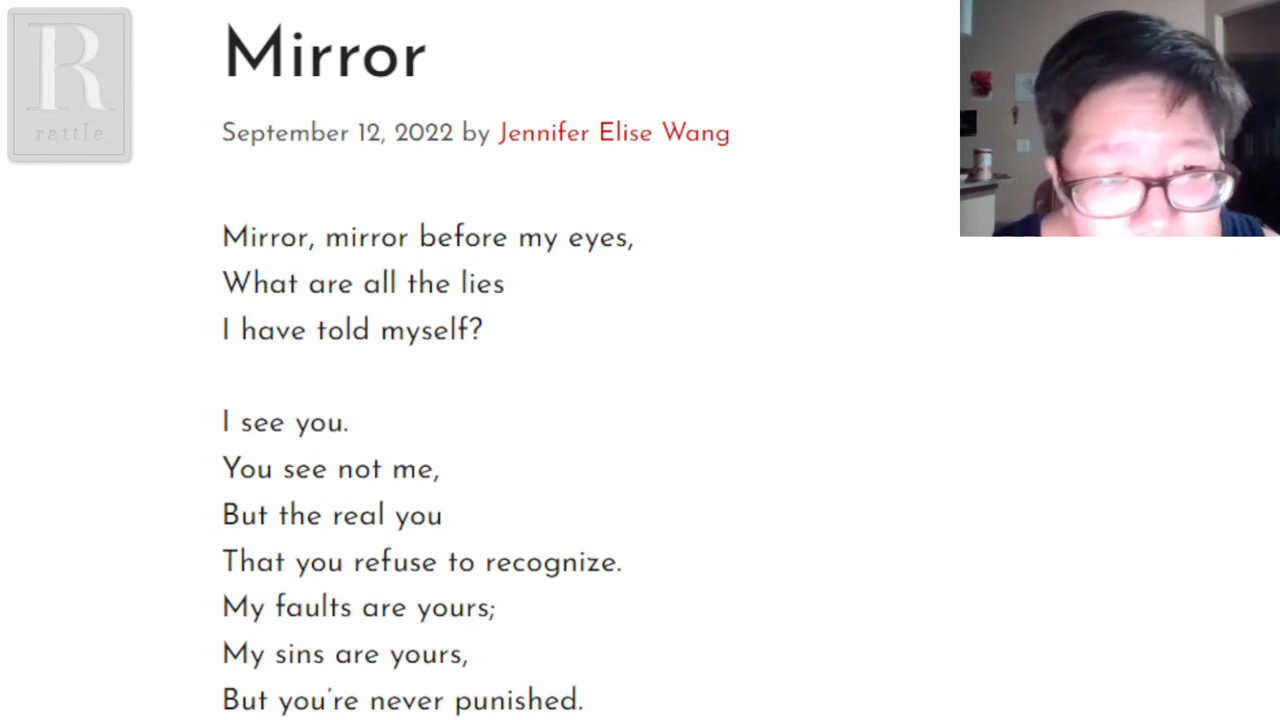 R
rattle
Mirror
September 12, 2022 by Jennifer Elise Wang
Mirror, mirror before my eyes,
What are all the lies
I have told myself?
I see you.
You see not me,
But the real you
That you refuse to recognize.
My faults are yours;
My sins are yours,
But you're never punished.